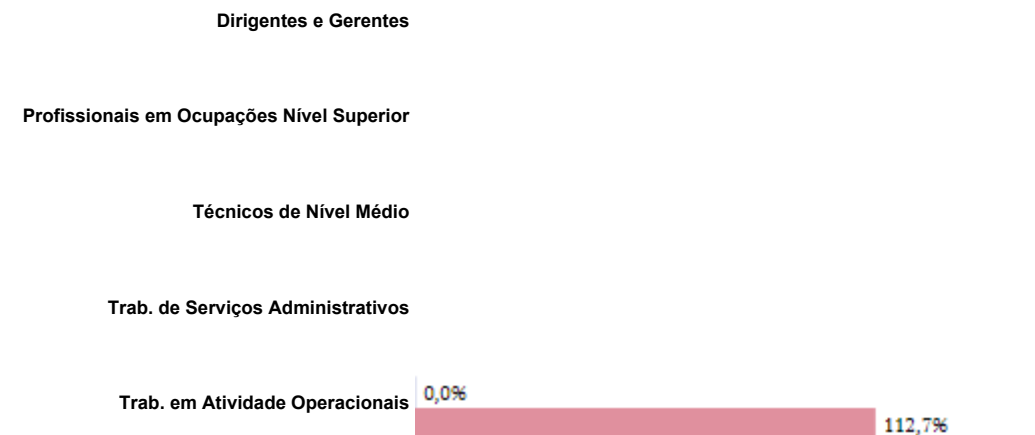 Dirigentes e Gerentes
Profissionais em Ocupações Nível Superior
Técnicos de Nível Médio
Trab. de Serviços Administrativos
Trab. em Atividade Operacionais
0,0%
112,7%